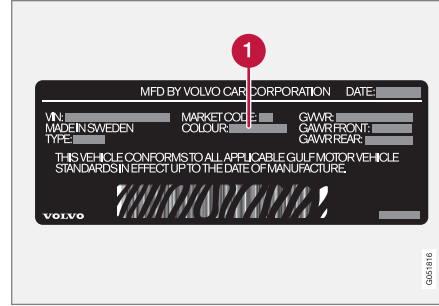 1
MFD BY VOLVO CAR CORPORATION DATE:
VIN: MARKET CODE: GVWR:
MADE IN SWEDEN COLOUR: GAWR FRONT:
TYPE: GAWR REAR:
THIS VEHICLE CONFORMS TO ALL APPLICABLE GULF MOTOR VEHICLE
STANDARDS IN EFFECT UP TO THE DATE OF MANUFACTURE.
VOLVO
G051816